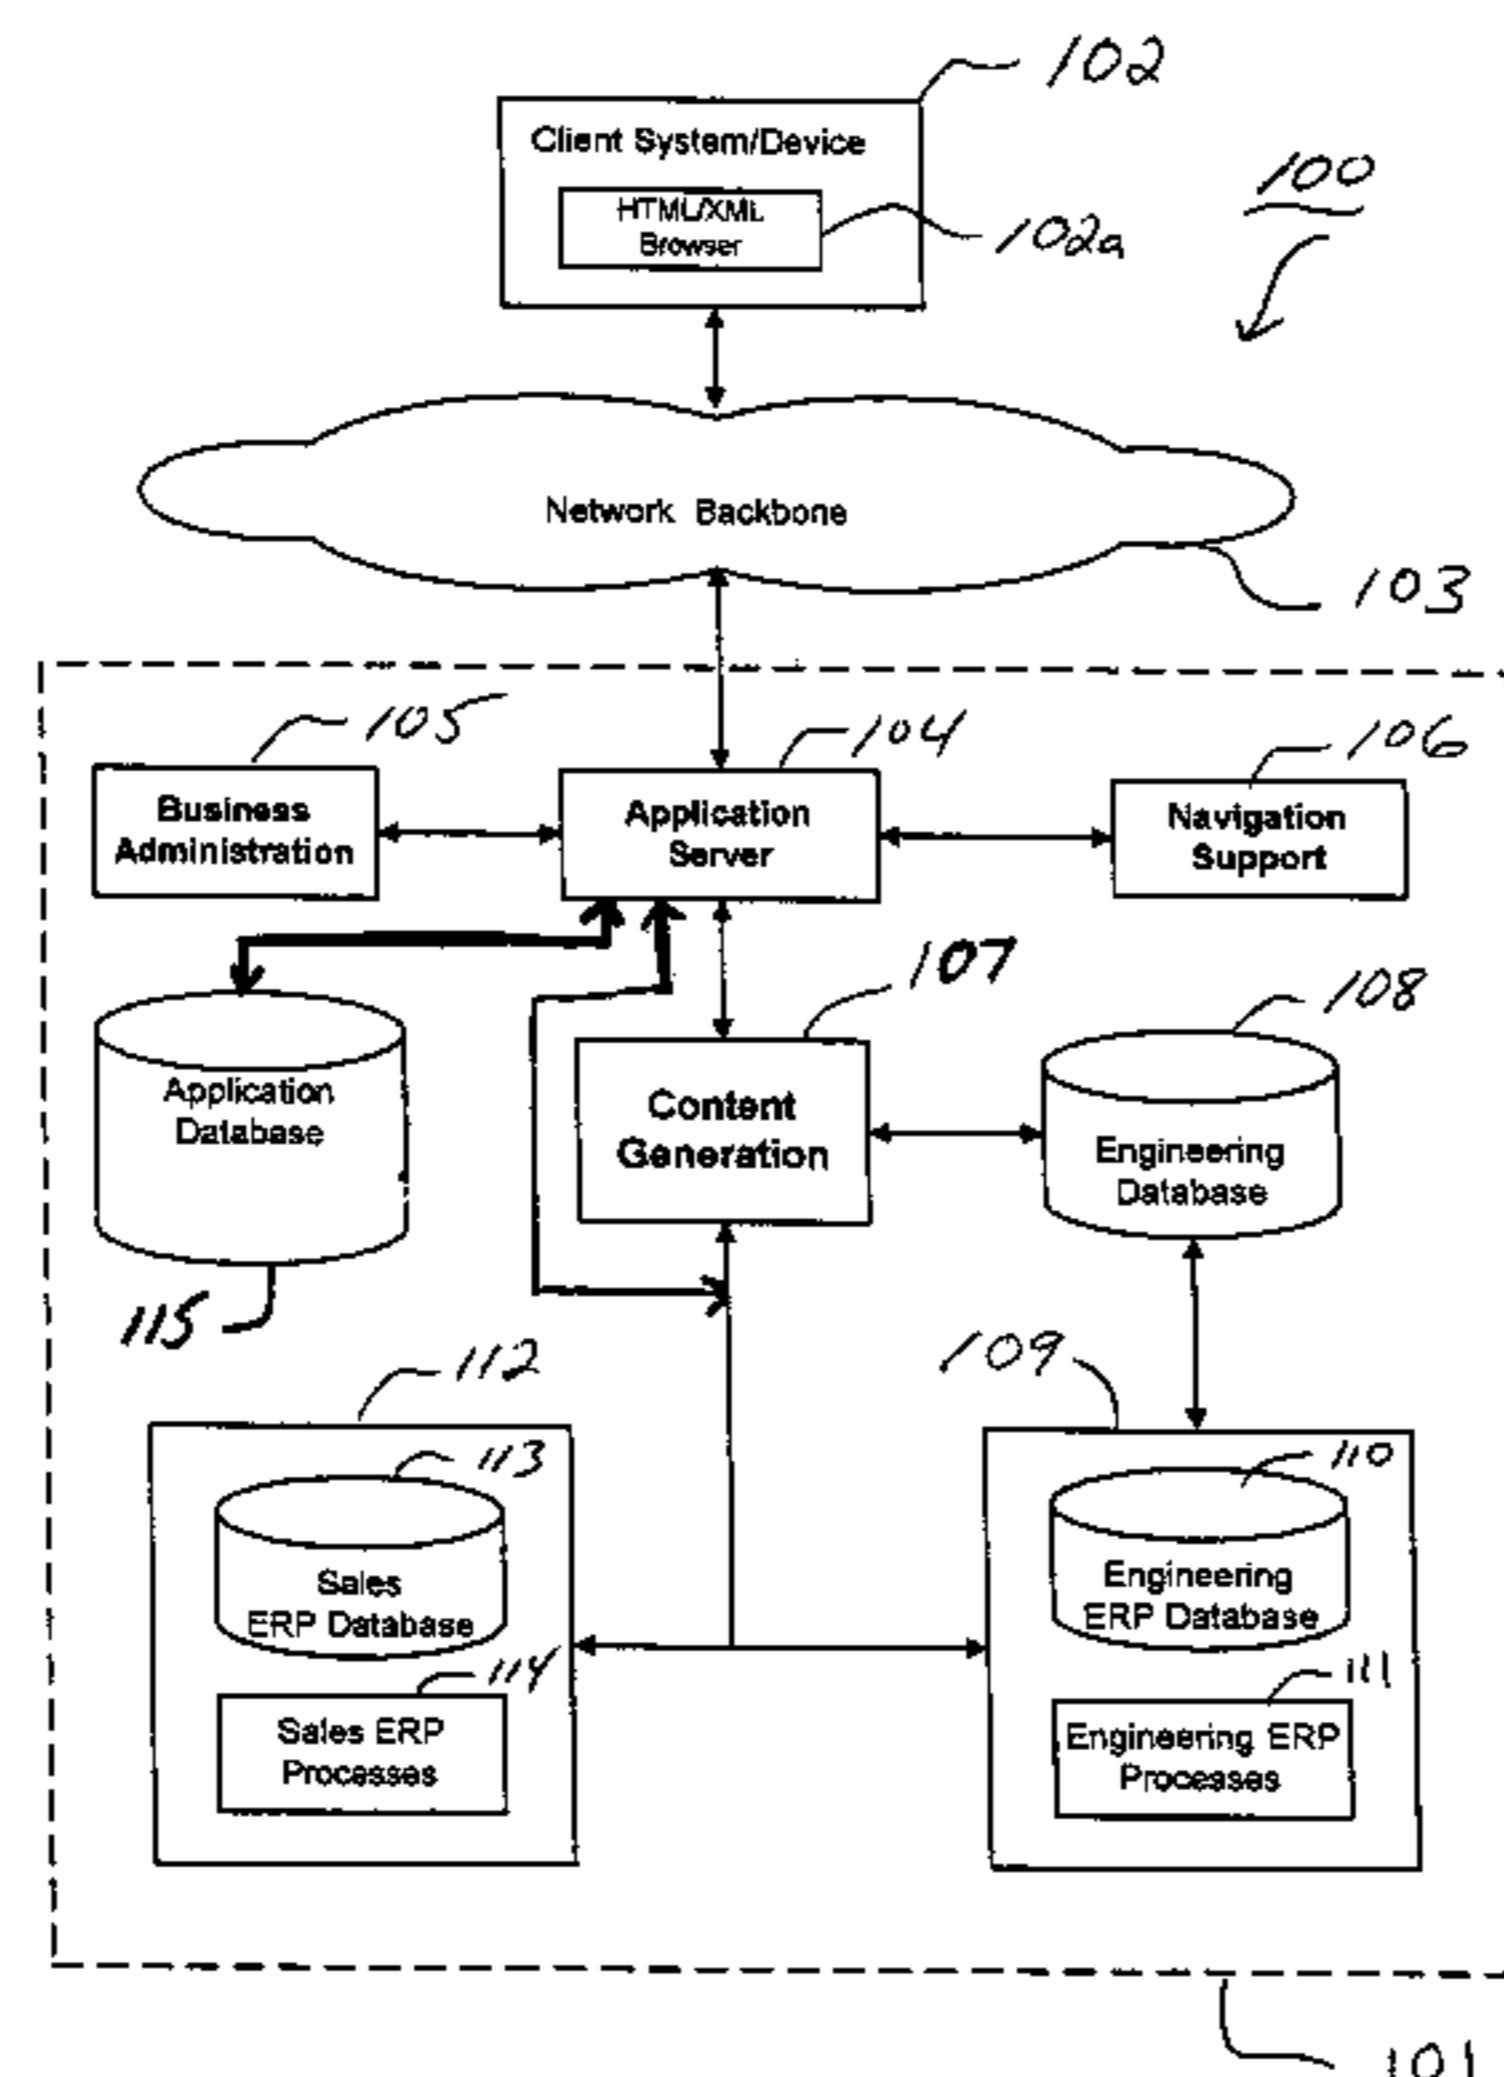 102
Client System/Device
100
HTML/XML
Browser
102a
Network Backbone
103
105
104
106
Business
Administration
Application
Server
Navigation
Support
107
108
Application
Database
Content
Generation
Engineering
Database
115
112
109
113
110
Sales
ERP Database
Engineering
ERP Database
114
111
Sales ERP
Processes
Engineering ERP
Processes
101